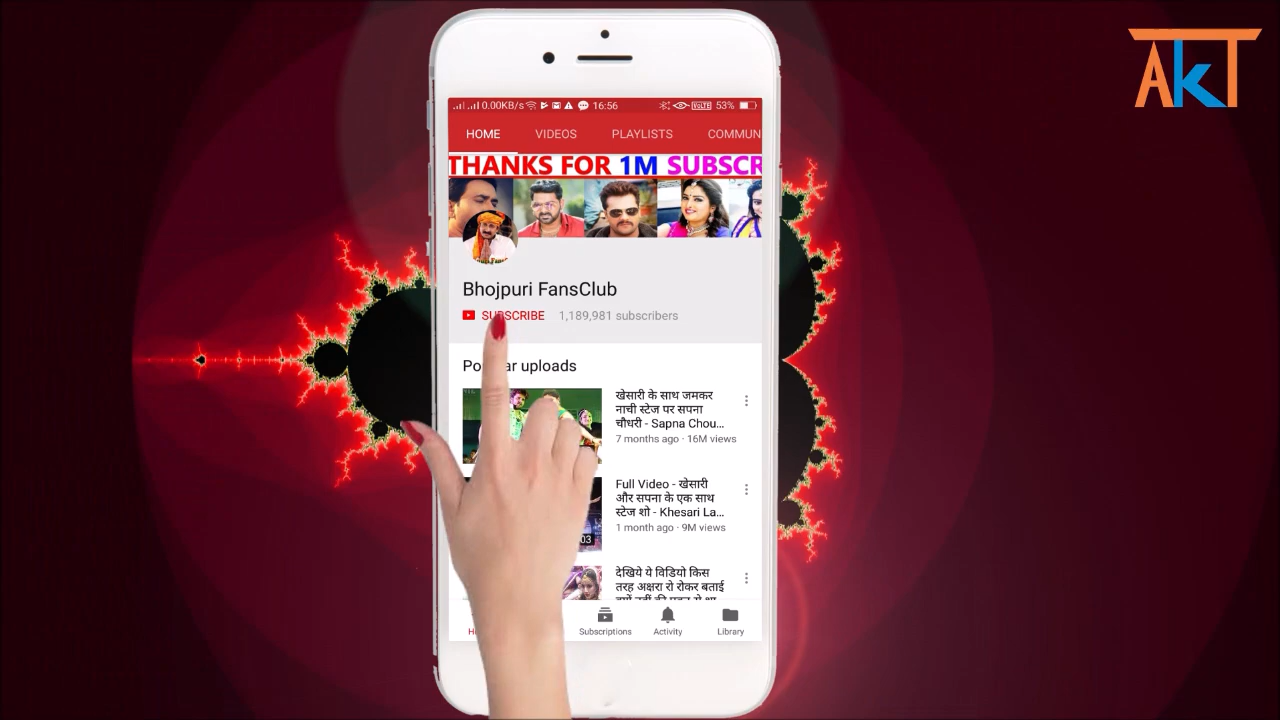 AKT
0.00KB/s 16:56 VoLTE 53%
HOME VIDEOS PLAYLISTS COMMUN
THANKS FOR 1M SUBSCR
Bhojpuri FansClub
SUBSCRIBE 1,189,981 subscribers
Po ar uploads
खेसारी के साथ जमकर
नाची स्टेज पर सपना
चौधरी - Sapna Chou...
7 months ago · 16M views
Full Video - खेसारी
और सपना के एक साथ
स्टेज शो - Khesari La...
1 month ago · 9M views
03
देखिये ये विडियो किस
तरह अक्षरा रो रोकर बताई
Subscriptions Activity Library